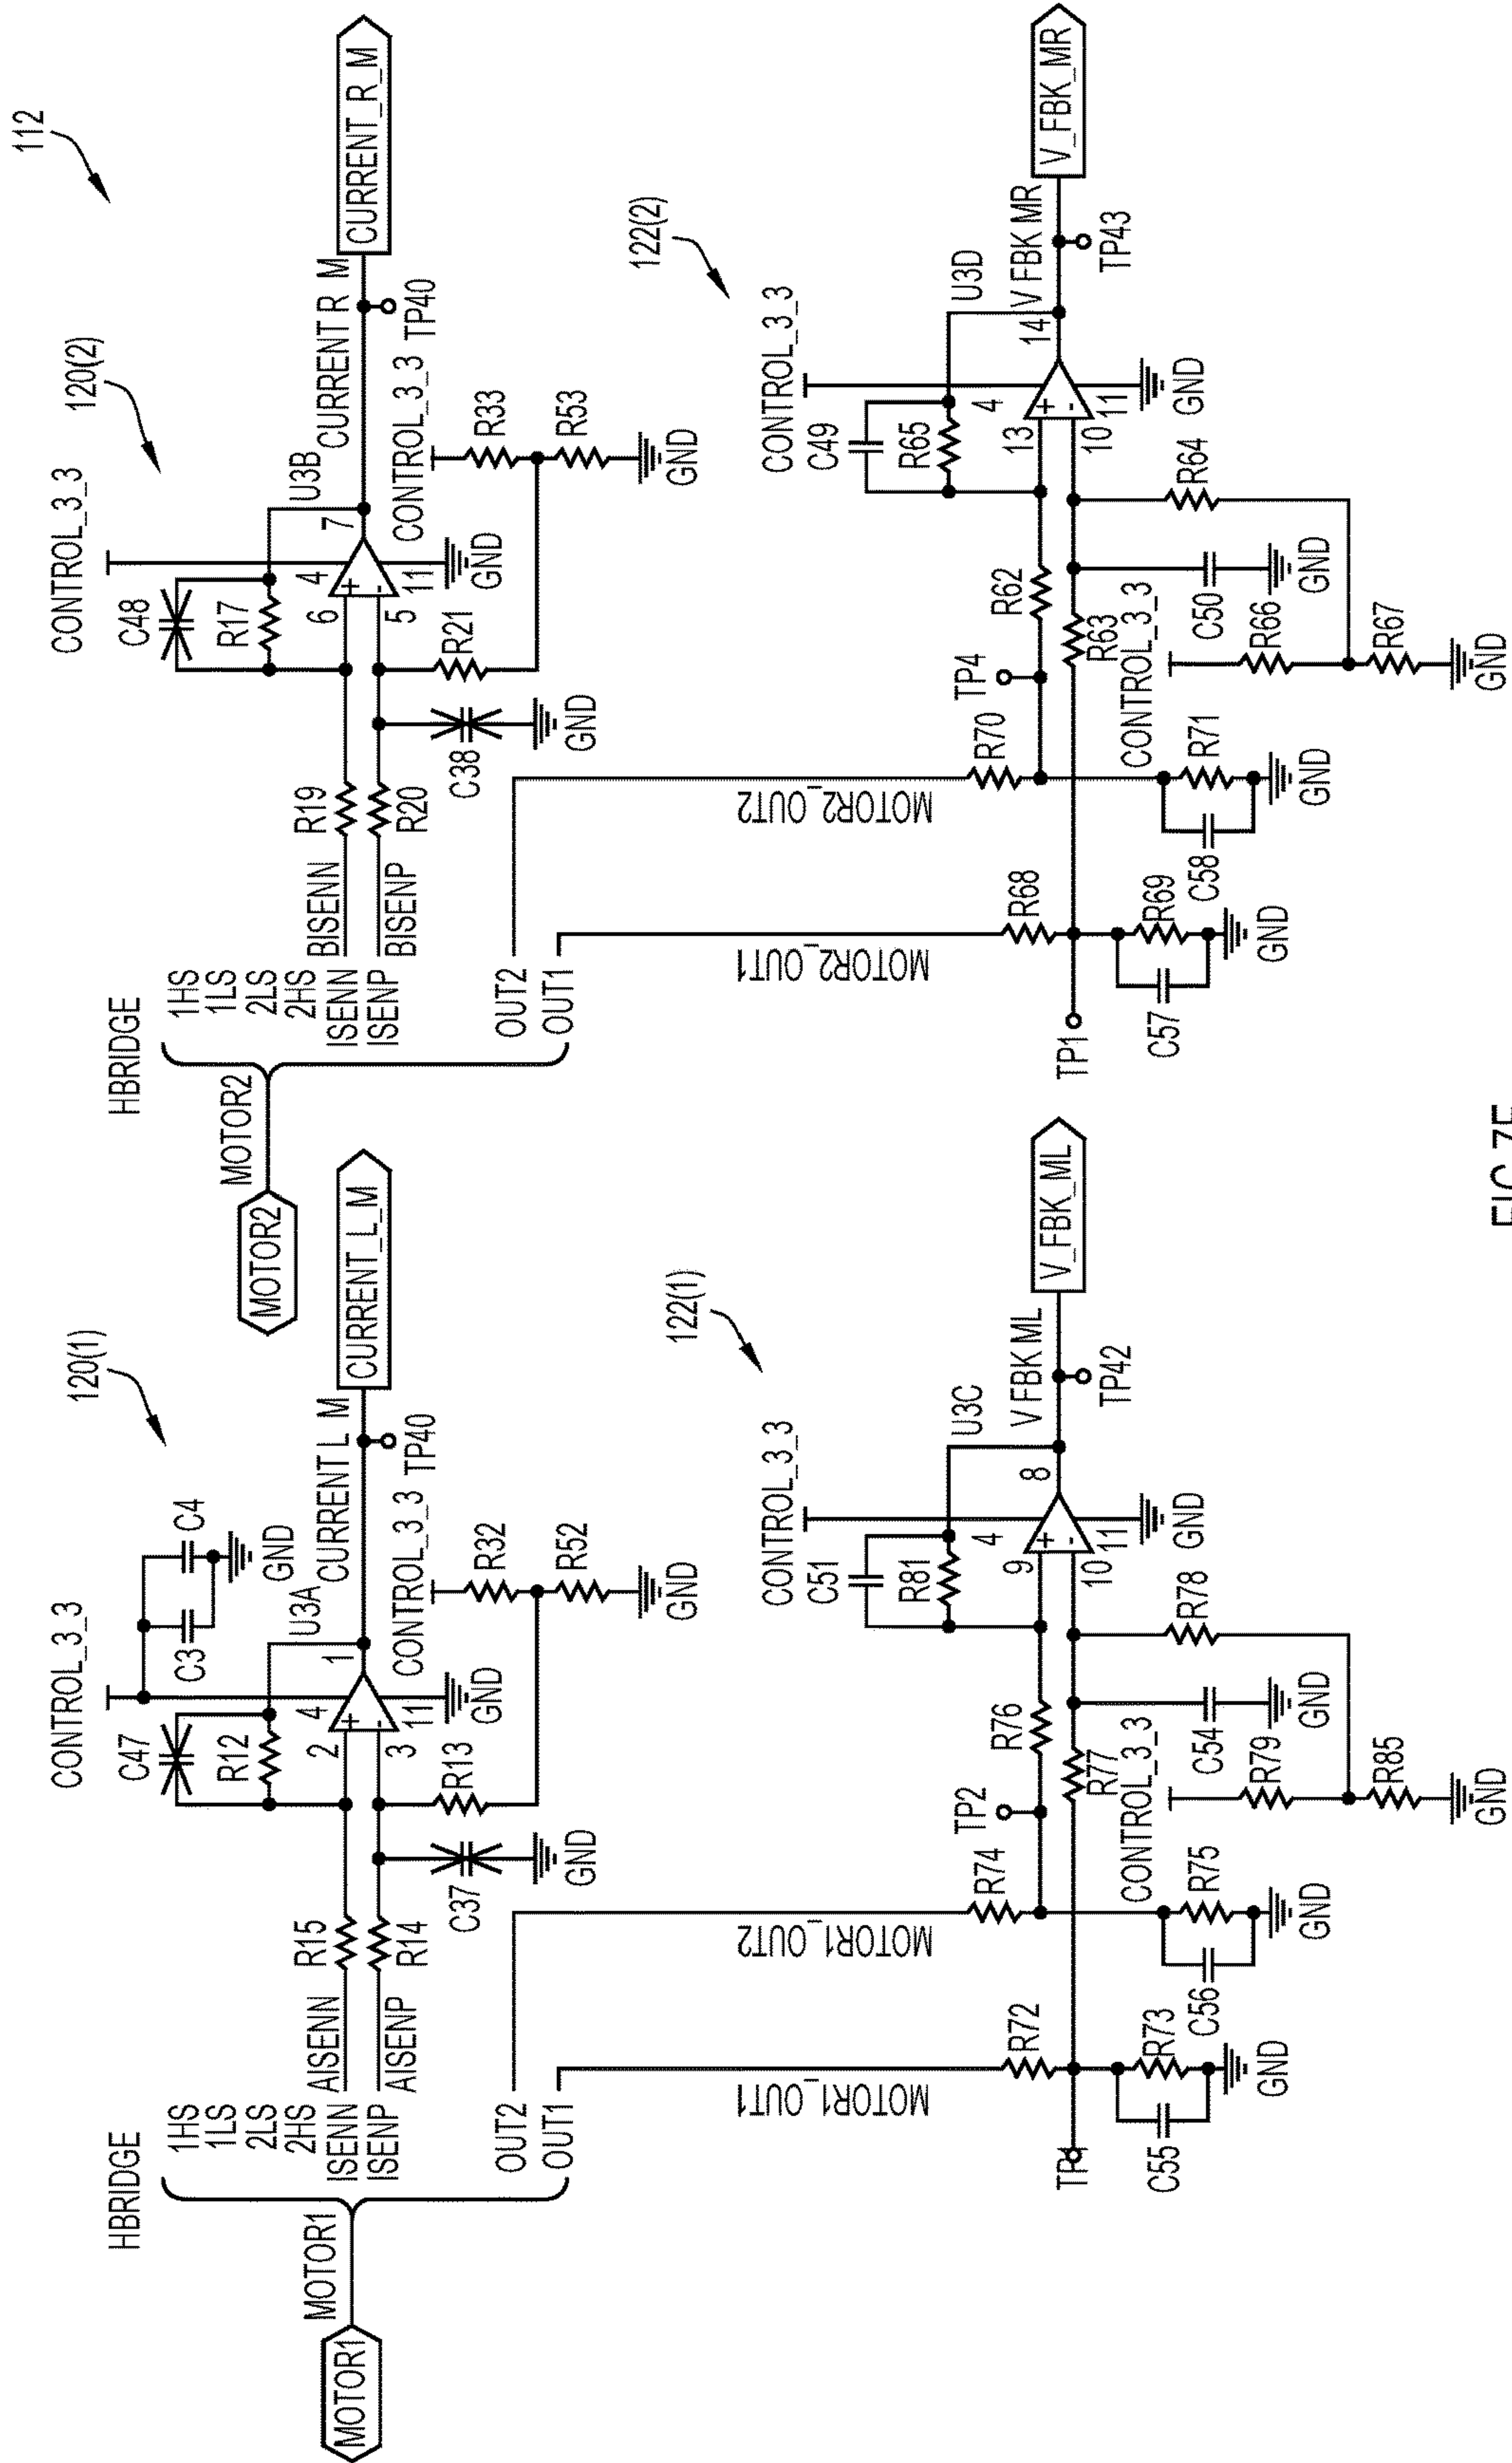 112
120(1)
CONTROL_3_3
C47
R12
C3
C4
GND
U3A
4
2
3
1
11
GND
CURRENT L M
CURRENT_L_M
TP40
CONTROL_3_3
R32
R52
GND
R13
C37
GND
R15
R14
AISENN
AISENP
HBRIDGE
1HS
1LS
2LS
2HS
ISENN
ISENP
OUT2
OUT1
MOTOR1
MOTOR1
120(2)
CONTROL_3_3
C48
R17
U3B
4
6
5
7
11
GND
CURRENT R M
CURRENT_R_M
TP40
CONTROL_3_3
R33
R53
GND
R21
C38
GND
R19
R20
BISENN
BISENP
HBRIDGE
1HS
1LS
2LS
2HS
ISENN
ISENP
OUT2
OUT1
MOTOR2
MOTOR2
122(1)
MOTOR1_OUT2
MOTOR1_OUT1
CONTROL_3_3
C51
R81
U3C
4
9
10
8
11
GND
V FBK ML
V_FBK_ML
TP42
R74
TP2
R76
R77
R78
R72
R73
C55
GND
C56
R75
GND
CONTROL_3_3
C54
GND
R79
R85
GND
122(2)
MOTOR2_OUT2
MOTOR2_OUT1
CONTROL_3_3
C49
R65
U3D
4
13
10
14
11
GND
V FBK MR
V_FBK_MR
TP43
R70
TP4
R62
R63
R64
R68
TP1
R69
C57
GND
C58
R71
GND
CONTROL_3_3
C50
GND
R66
R67
GND